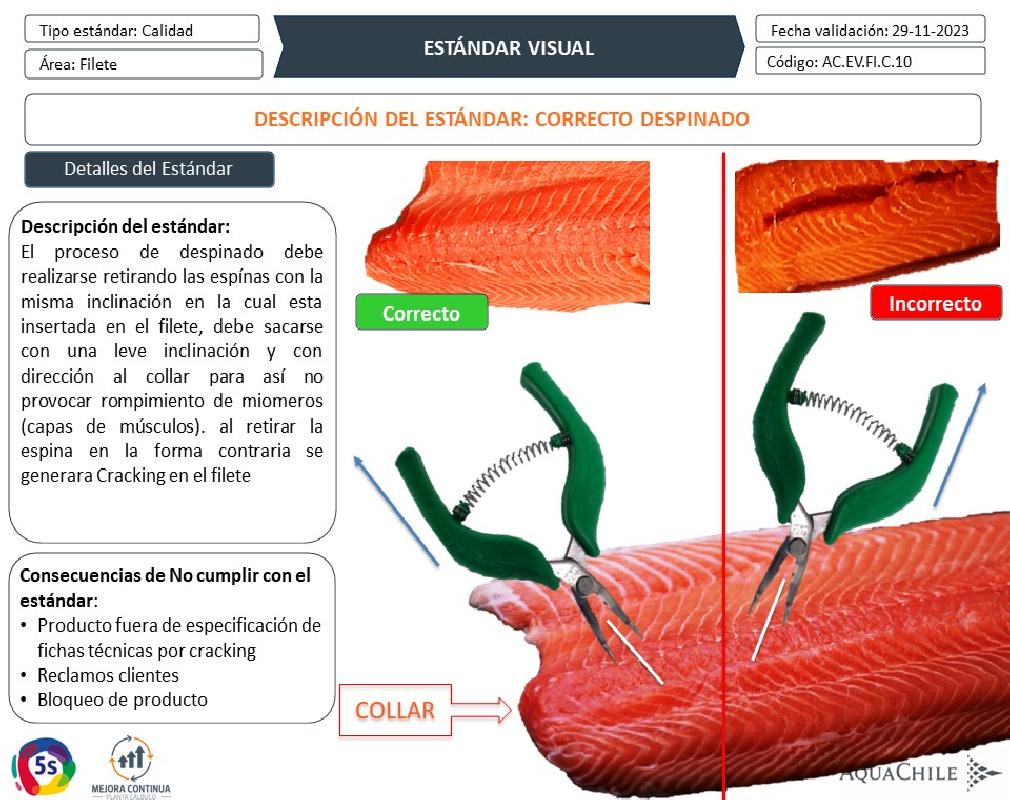 Tipo estándar: Calidad
Área: Filete
ESTÁNDAR VISUAL
Fecha validación: 29-11-2023
Código: AC.EV.FI.C.10
DESCRIPCIÓN DEL ESTÁNDAR: CORRECTO DESPINADO
Detalles del Estándar
Descripción del estándar:
El proceso de despinado debe
realizarse retirando las espínas con la
misma inclinación en la cual esta
insertada en el filete, debe sacarse
con una leve inclinación y con
dirección al collar para así no
provocar rompimiento de miomeros
(capas de músculos). al retirar la
espina en la forma contraria se
generara Cracking en el filete
Correcto
Incorrecto
Consecuencias de No cumplir con el
estándar:
• Producto fuera de especificación de
fichas técnicas por cracking
• Reclamos clientes
• Bloqueo de producto
COLLAR
5s
MEJORA CONTINUA
PLANTA CALBUCO
AQUACHILE